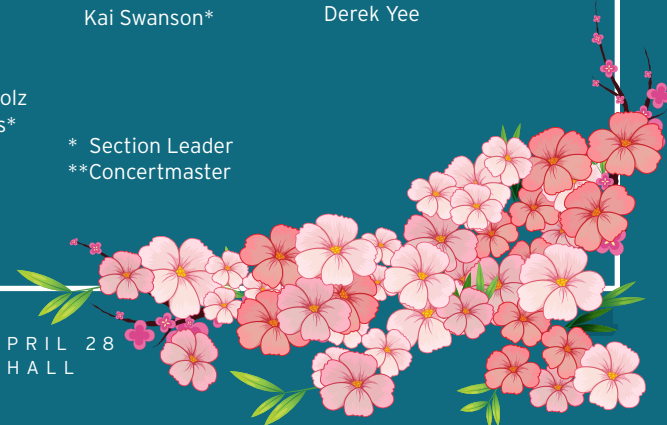 Kai Swanson*
Derek Yee
olz
s*
* Section Leader
**Concertmaster
PRIL 28
HALL